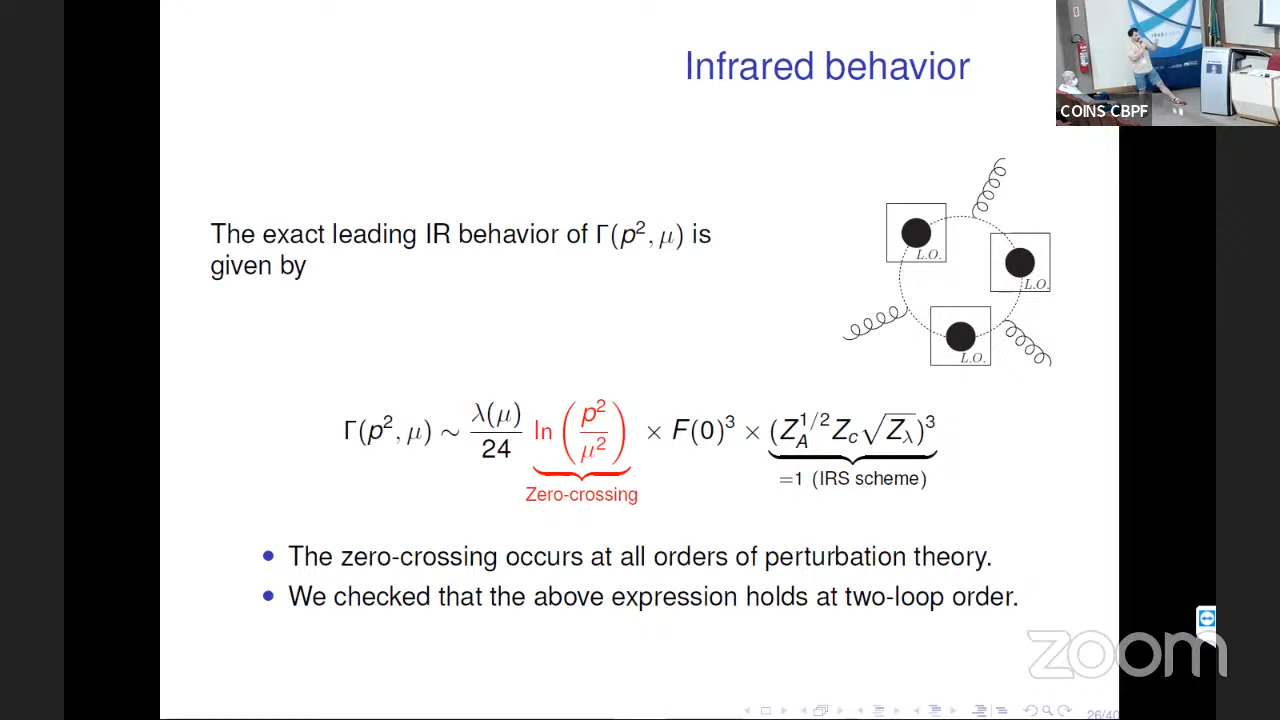 Infrared behavior
COINS CBPF
The exact leading IR behavior of Γ(p², μ) is
given by
L.O.
L.O.
L.O.
Γ(p², μ) ∼ λ(μ)/24 ln(p²/μ²) × F(0)³ × (Z_A^{1/2} Z_c √Z_λ)³
=1 (IRS scheme)
Zero-crossing
• The zero-crossing occurs at all orders of perturbation theory.
• We checked that the above expression holds at two-loop order.
zoom
26/40